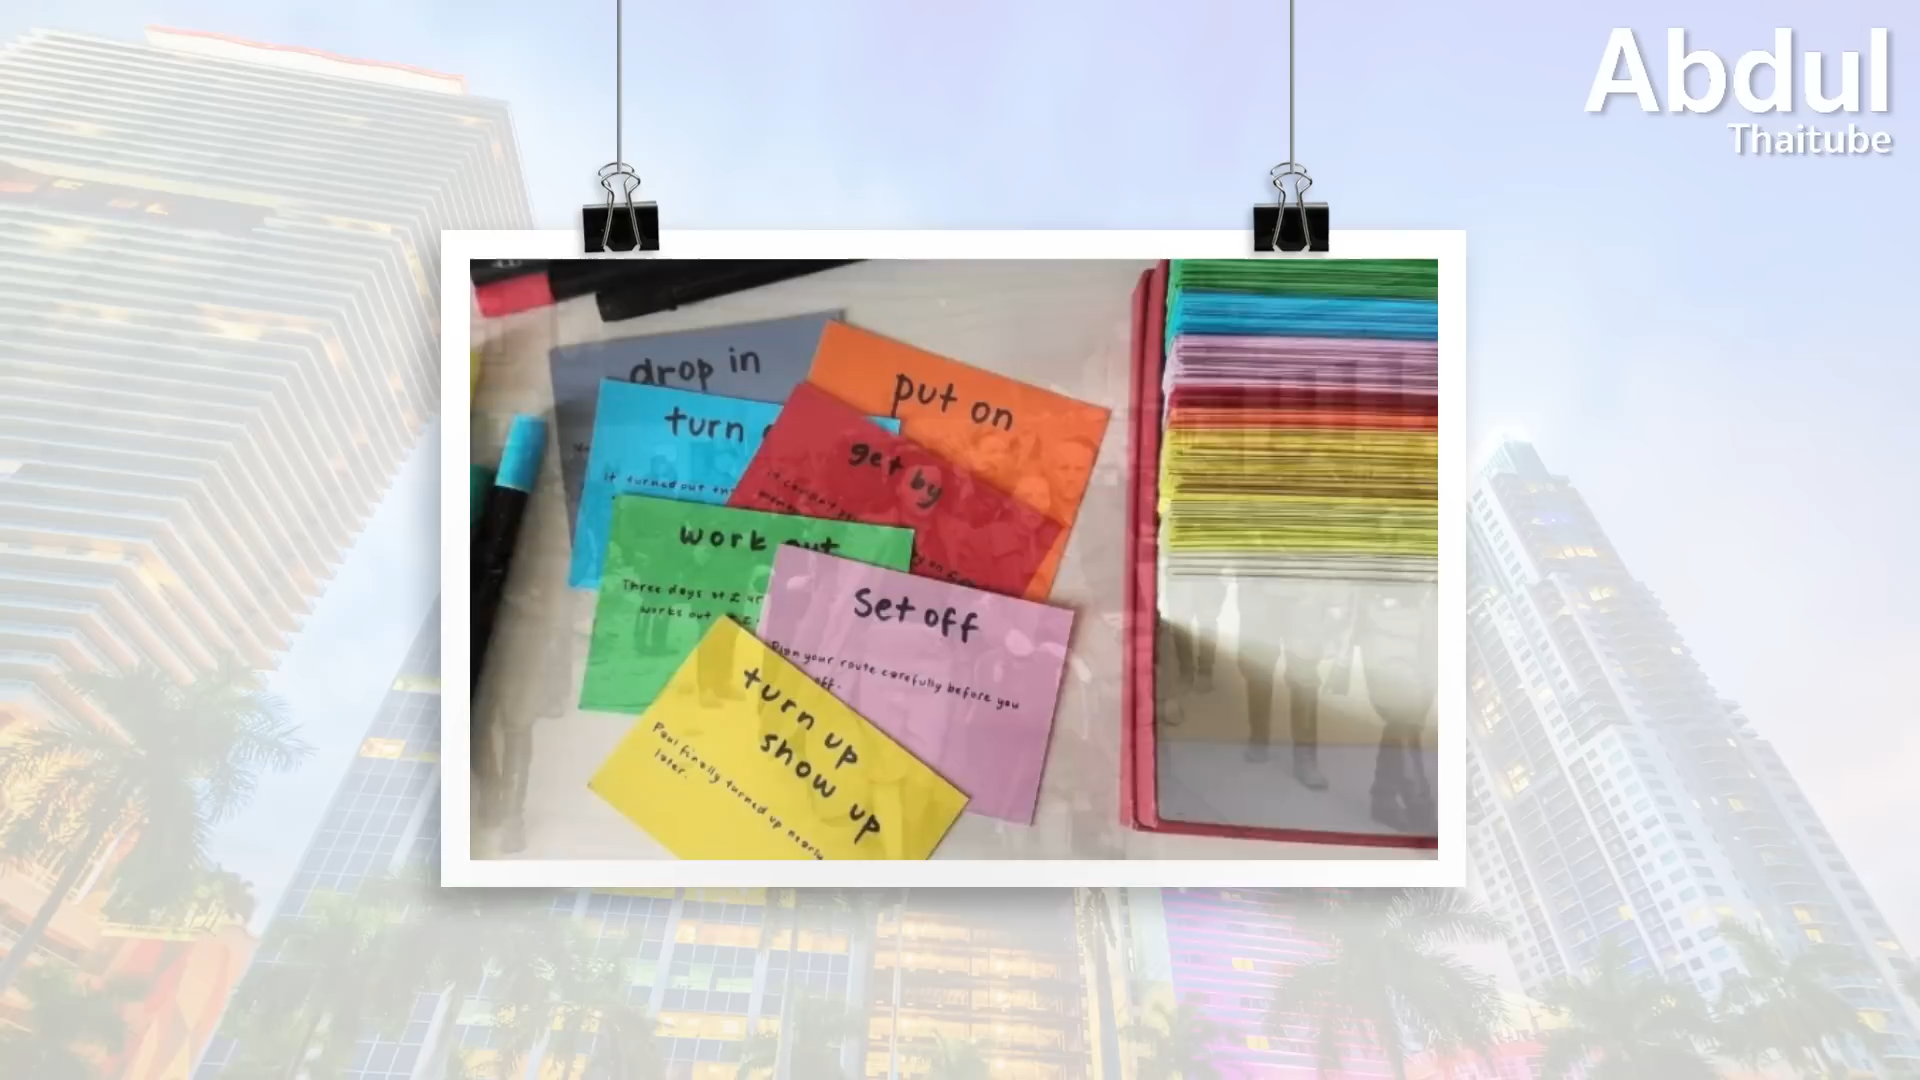 Abdul
Thaitube
drop in
put on
turn
get by
it turned out
work out
Three days at
works out
Set off
Plan your route carefully before you
off.
turn up
show up
Paul finally turned up
later.